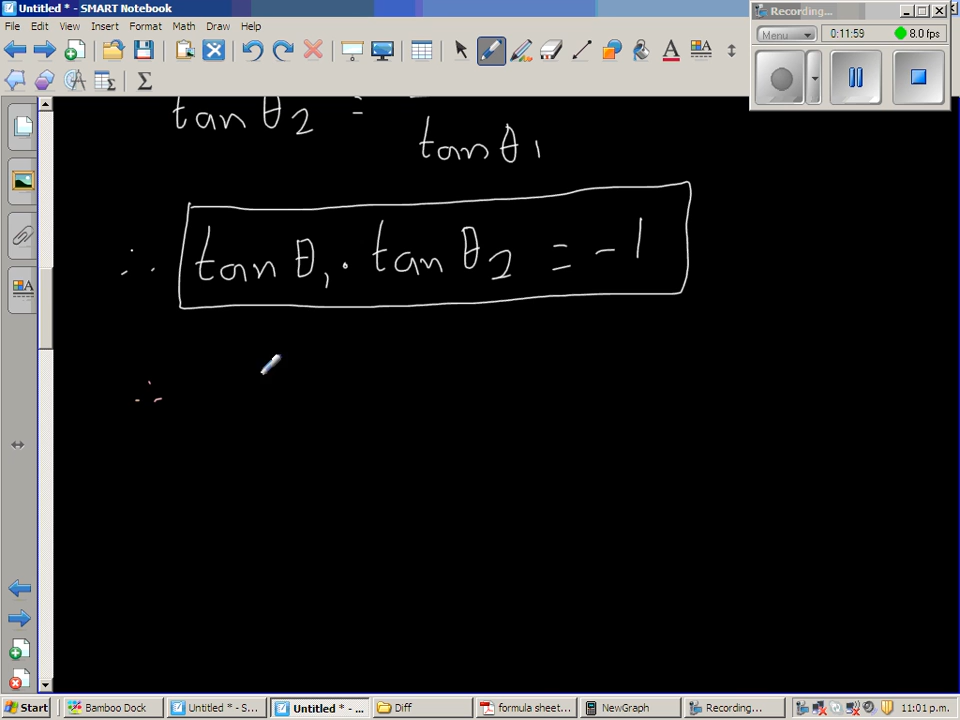 Untitled * - SMART Notebook
File Edit View Insert Format Math Draw Help
Recording...
Menu 0:11:59 8.0 fps
tan θ2 =
tan θ1
∴ tan θ1 · tan θ2 = -1
∴
Start Bamboo Dock Untitled * - S... Untitled * - ... Diff formula sheet... NewGraph Recording... 11:01 p.m.